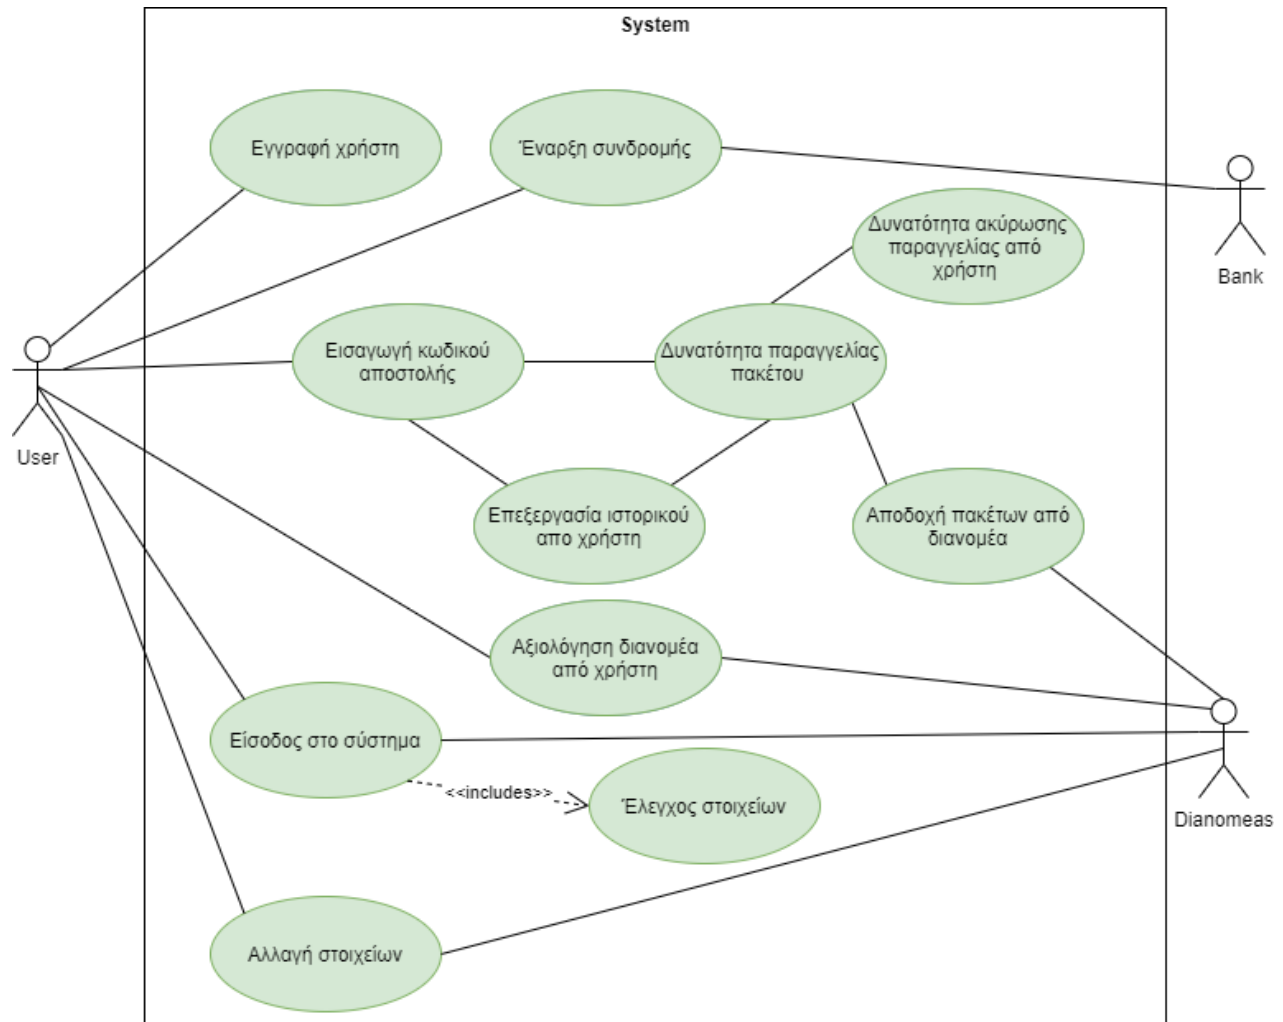 System
Εγγραφή χρήστη
Έναρξη συνδρομής
Δυνατότητα ακύρωσης
παραγγελίας από
χρήστη
Bank
Εισαγωγή κωδικού
αποστολής
Δυνατότητα παραγγελίας
πακέτου
User
Επεξεργασία ιστορικού
απο χρήστη
Αποδοχή πακέτων από
διανομέα
Αξιολόγηση διανομέα
από χρήστη
Είσοδος στο σύστημα
<<includes>>
Έλεγχος στοιχείων
Dianomeas
Αλλαγή στοιχείων